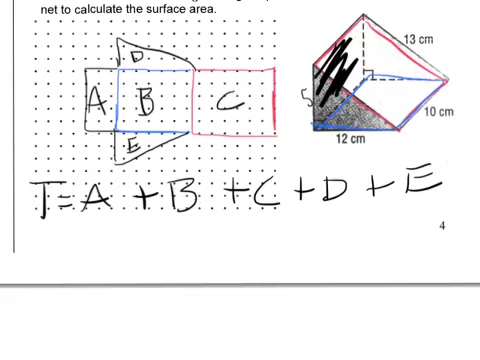 net to calculate the surface area.
D
A B C
E
13 cm
5
10 cm
12 cm
T = A + B + C + D + E
4